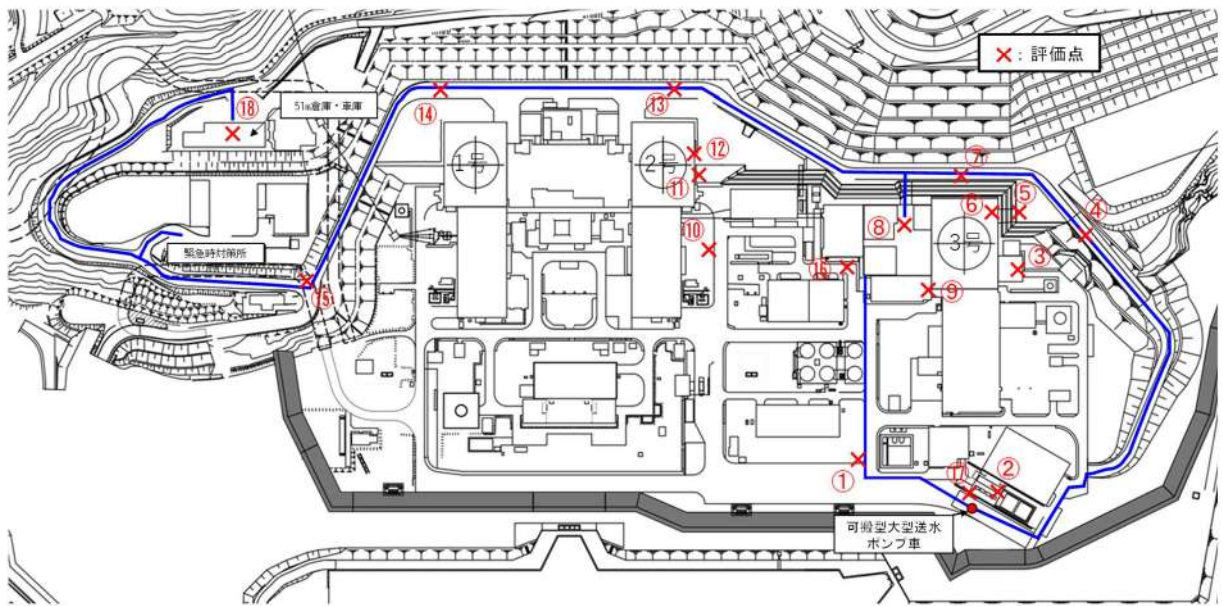 ×：評価点
⑱
51m倉庫・車庫
⑭
⑬
1号
2号
⑫
⑪
⑦
⑥
⑤
④
⑧
⑩
3号
③
緊急時対策所
⑮
⑯
⑨
①
⑰
②
可搬型大型送水
ポンプ車